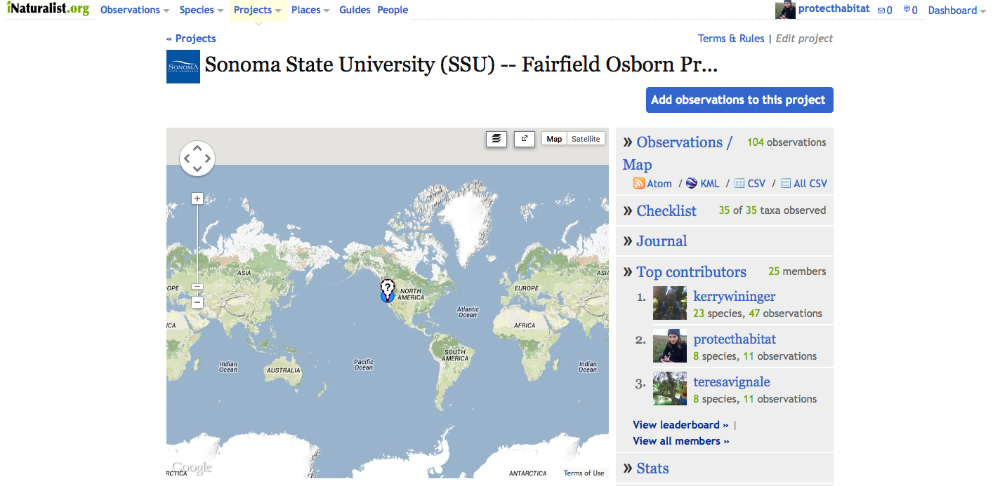 iNaturalist.org Observations Species Projects Places Guides People protecthabitat 0 0 Dashboard
« Projects Terms & Rules | Edit project
SONOMA
STATE UNIVERSITY
Sonoma State University (SSU) -- Fairfield Osborn Pr...
Add observations to this project
Map Satellite
ASIA
OPE
ICA
Indian
Ocean
AUSTRALIA
Pacific
Ocean
?
NORTH
AMERICA
Atlantic
Ocean
SOUTH
AMERICA
EUROPE
AFRICA
ASIA
Indian
Ocean
Google
RCTICA
ANTARCTICA
Terms of Use
» Observations / 104 observations
Map
Atom / KML / CSV / All CSV
» Checklist 35 of 35 taxa observed
» Journal
» Top contributors 25 members
1. kerrywininger
23 species, 47 observations
2. protecthabitat
8 species, 11 observations
3. teresavignale
8 species, 11 observations
View leaderboard » |
View all members »
» Stats